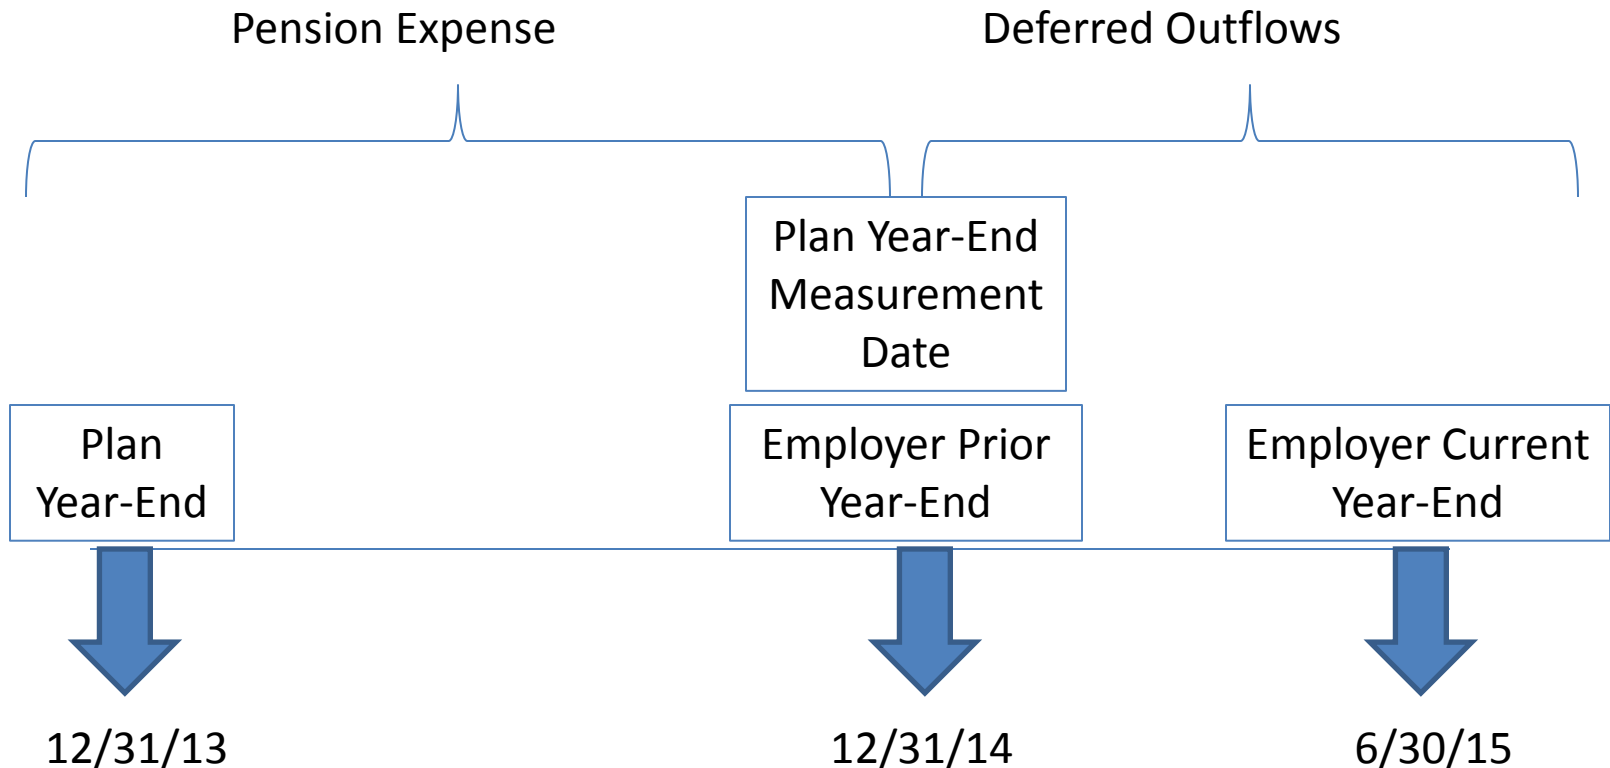 Pension Expense
Deferred Outflows
Plan Year-End
Measurement
Date
Plan
Year-End
Employer Prior
Year-End
Employer Current
Year-End
12/31/13
12/31/14
6/30/15